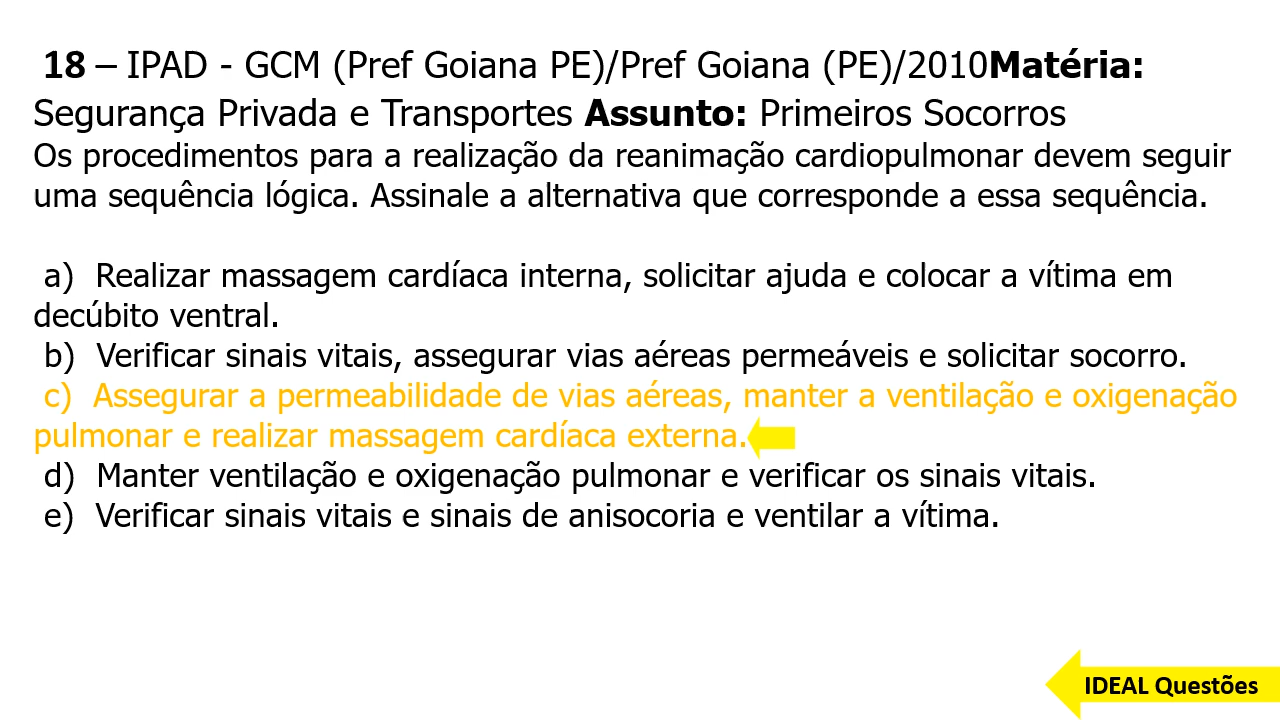 18 – IPAD - GCM (Pref Goiana PE)/Pref Goiana (PE)/2010Matéria:
Segurança Privada e Transportes Assunto: Primeiros Socorros
Os procedimentos para a realização da reanimação cardiopulmonar devem seguir
uma sequência lógica. Assinale a alternativa que corresponde a essa sequência.
a) Realizar massagem cardíaca interna, solicitar ajuda e colocar a vítima em
decúbito ventral.
b) Verificar sinais vitais, assegurar vias aéreas permeáveis e solicitar socorro.
c) Assegurar a permeabilidade de vias aéreas, manter a ventilação e oxigenação
pulmonar e realizar massagem cardíaca externa.
d) Manter ventilação e oxigenação pulmonar e verificar os sinais vitais.
e) Verificar sinais vitais e sinais de anisocoria e ventilar a vítima.
IDEAL Questões